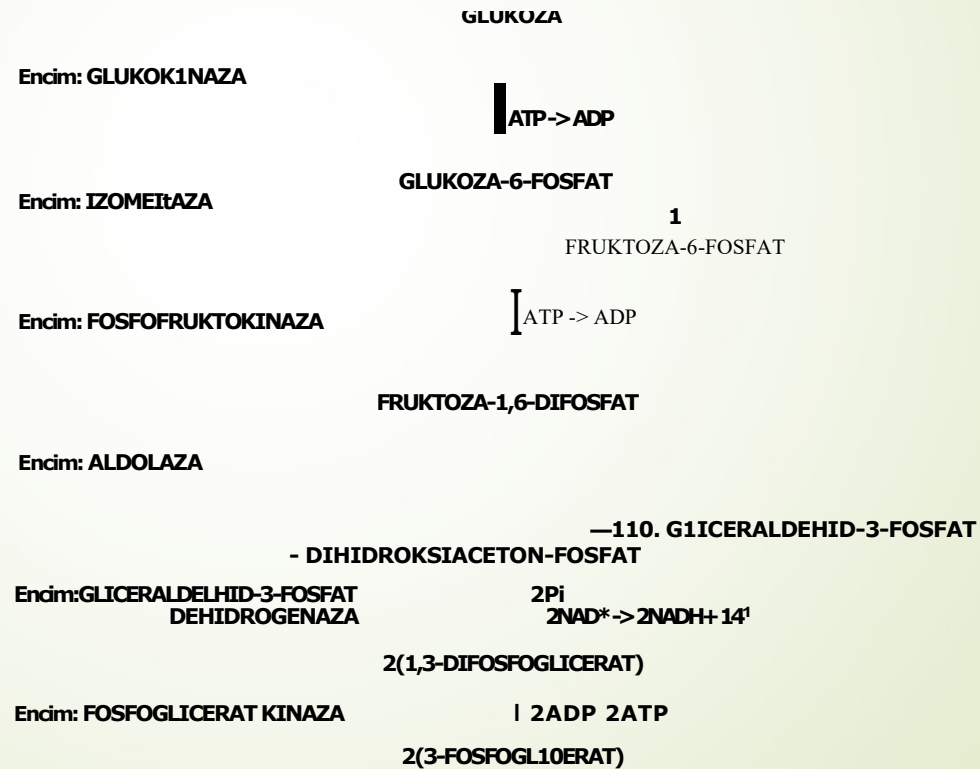 GLUKOZA
Encim: GLUKOK1NAZA
ATP-> ADP
GLUKOZA-6-FOSFAT
Encim: IZOMEItAZA
1
FRUKTOZA-6-FOSFAT
Encim: FOSFOFRUKTOKINAZA
ATP -> ADP
FRUKTOZA-1,6-DIFOSFAT
Encim: ALDOLAZA
—110. G1ICERALDEHID-3-FOSFAT
- DIHIDROKSIACETON-FOSFAT
Encim:GLICERALDELHID-3-FOSFAT 2Pi
DEHIDROGENAZA 2NAD*->2NADH+14¹
2(1,3-DIFOSFOGLICERAT)
Encim: FOSFOGLICERAT KINAZA l 2ADP 2ATP
2(3-FOSFOGL10ERAT)